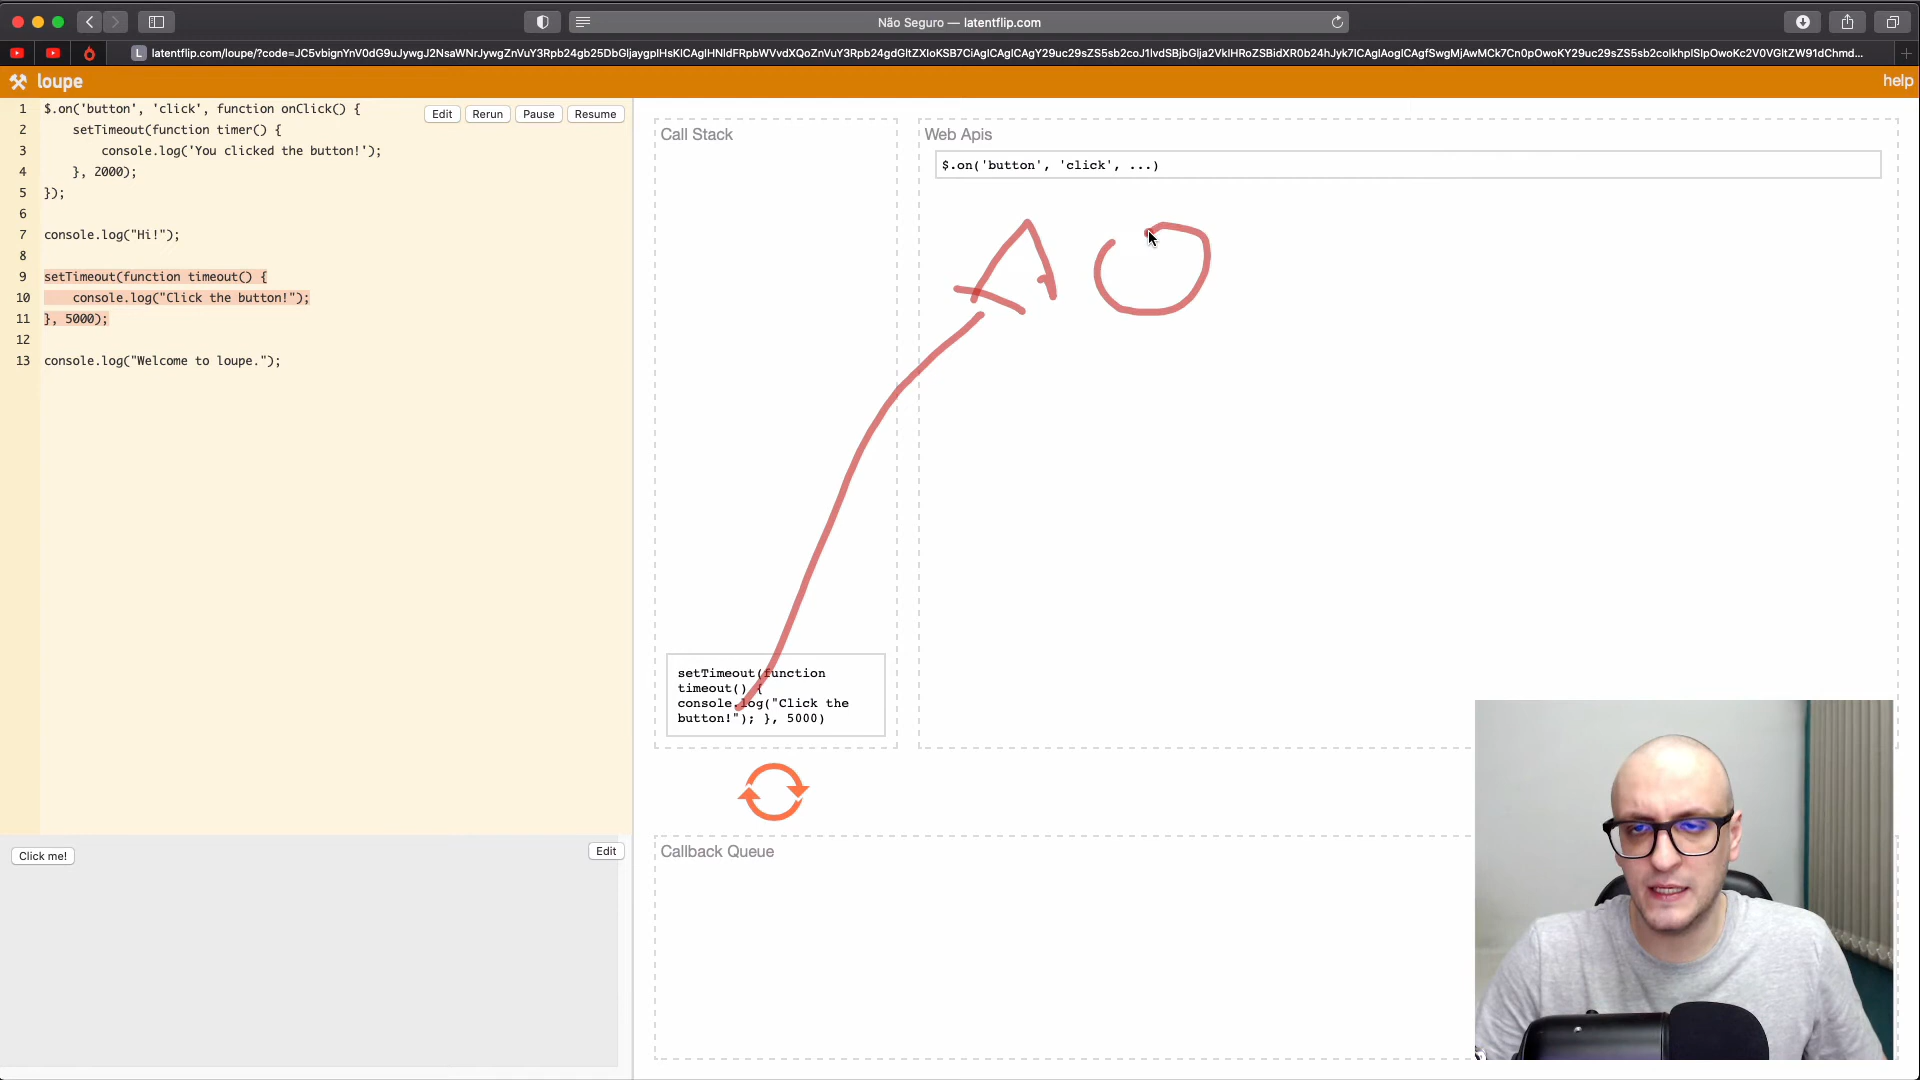 Não Seguro — latentflip.com
loupe
help
1 $.on('button', 'click', function onClick() {
2 setTimeout(function timer() {
3 console.log('You clicked the button!');
4 }, 2000);
5 });
6
7 console.log("Hi!");
8
9 setTimeout(function timeout() {
10 console.log("Click the button!");
11 }, 5000);
12
13 console.log("Welcome to loupe.");
Edit Rerun Pause Resume
Call Stack
setTimeout(function
timeout() {
console.log("Click the
button!"); }, 5000)
Web Apis
$.on('button', 'click', ...)
Click me!
Edit
Callback Queue